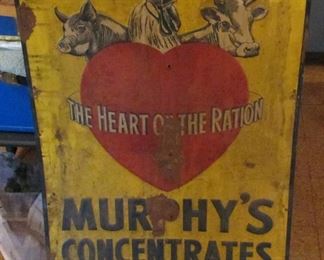 THE HEART OF THE RATION
MURPHY'S
CONCENTRATES